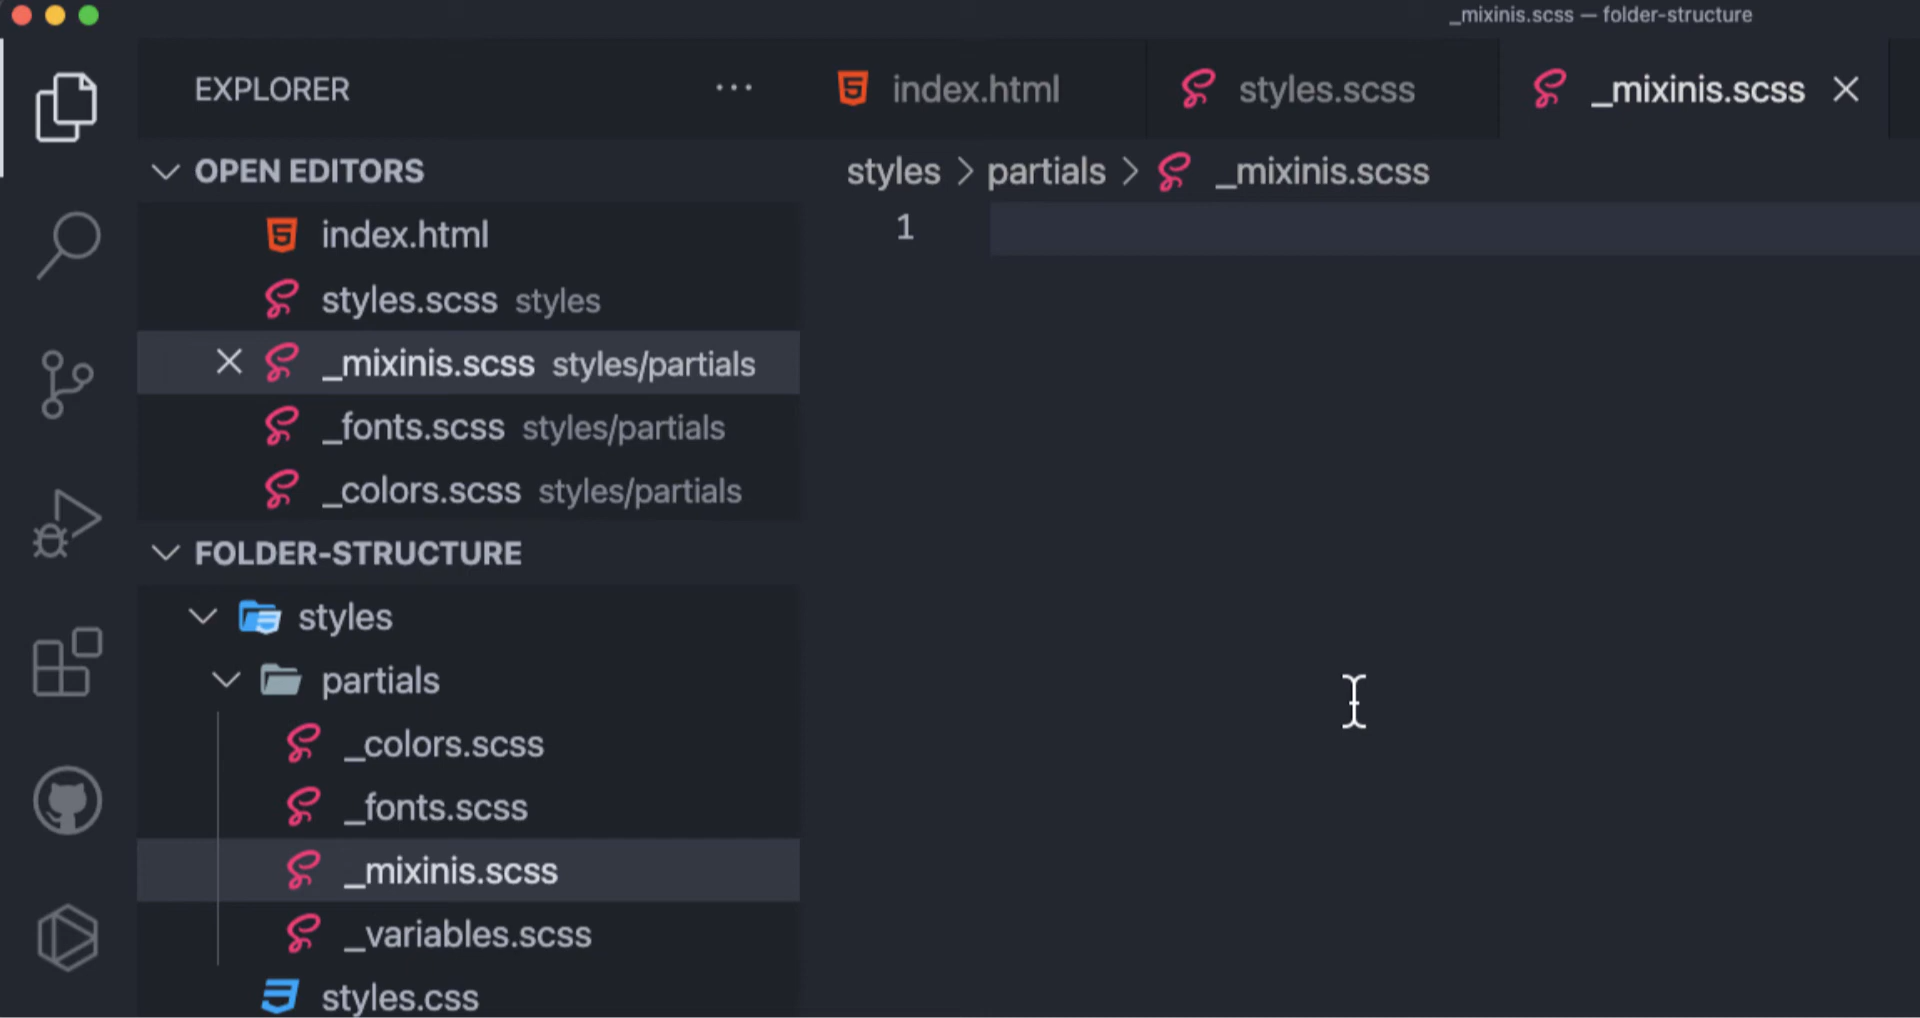 _mixinis.scss — folder-structure
EXPLORER ...
index.html
styles.scss
_mixinis.scss
OPEN EDITORS
index.html
styles.scss styles
_mixinis.scss styles/partials
_fonts.scss styles/partials
_colors.scss styles/partials
FOLDER-STRUCTURE
styles
partials
_colors.scss
_fonts.scss
_mixinis.scss
_variables.scss
styles.css
styles > partials > _mixinis.scss
1